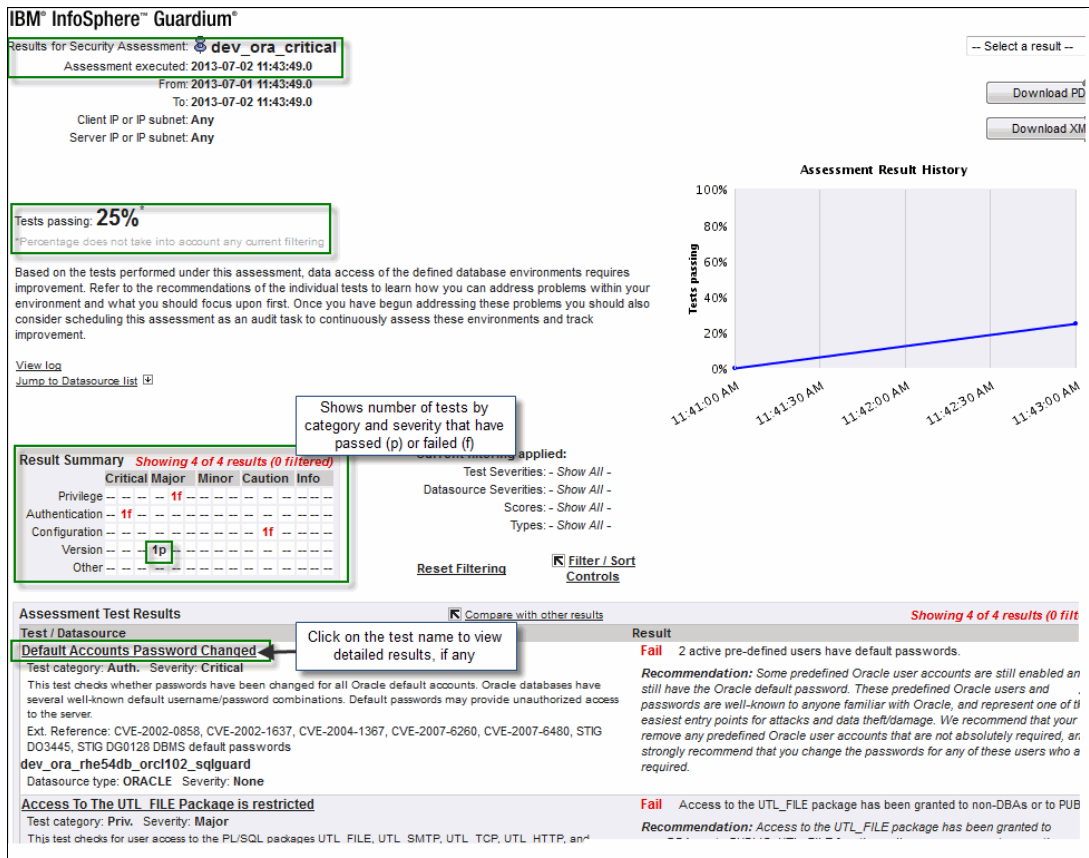 IBM® InfoSphere™ Guardium®
Results for Security Assessment: dev_ora_critical
-- Select a result --
Assessment executed: 2013-07-02 11:43:49.0
From: 2013-07-01 11:43:49.0
To: 2013-07-02 11:43:49.0
Client IP or IP subnet: Any
Server IP or IP subnet: Any
Download PD
Download XM
Tests passing: 25%*
*Percentage does not take into account any current filtering
Based on the tests performed under this assessment, data access of the defined database environments requires
improvement. Refer to the recommendations of the individual tests to learn how you can address problems within your
environment and what you should focus upon first. Once you have begun addressing these problems you should also
consider scheduling this assessment as an audit task to continuously assess these environments and track
improvement.
View log
Jump to Datasource list
Assessment Result History
Tests passing
100%
80%
60%
40%
20%
0%
11:41:00 AM
11:41:30 AM
11:42:00 AM
11:42:30 AM
11:43:00 AM
Shows number of tests by
category and severity that have
passed (p) or failed (f)
Result Summary Showing 4 of 4 results (0 filtered)
Critical Major Minor Caution Info
Privilege -- -- -- -- 1f -- -- -- -- -- -- -- -- -- --
Authentication -- 1f -- -- -- -- -- -- -- -- -- -- -- -- --
Configuration -- -- -- -- -- -- -- -- -- -- 1f -- -- -- --
Version -- -- -- 1p -- -- -- -- -- -- -- -- -- -- --
Other -- -- -- -- -- -- -- -- -- -- -- -- -- -- --
filtering applied:
Test Severities: - Show All -
Datasource Severities: - Show All -
Scores: - Show All -
Types: - Show All -
Reset Filtering
Filter / Sort
Controls
Assessment Test Results
Compare with other results
Showing 4 of 4 results (0 filt
Test / Datasource
Result
Default Accounts Password Changed
Click on the test name to view
detailed results, if any
Test category: Auth. Severity: Critical
This test checks whether passwords have been changed for all Oracle default accounts. Oracle databases have
several well-known default username/password combinations. Default passwords may provide unauthorized access
to the server.
Ext. Reference: CVE-2002-0858, CVE-2002-1637, CVE-2004-1367, CVE-2007-6260, CVE-2007-6480, STIG
DO3445, STIG DG0128 DBMS default passwords
dev_ora_rhe54db_orcl102_sqlguard
Datasource type: ORACLE Severity: None
Fail 2 active pre-defined users have default passwords.
Recommendation: Some predefined Oracle user accounts are still enabled an
still have the Oracle default password. These predefined Oracle users and
passwords are well-known to anyone familiar with Oracle, and represent one of th
easiest entry points for attacks and data theft/damage. We recommend that your
remove any predefined Oracle user accounts that are not absolutely required, an
strongly recommend that you change the passwords for any of these users who a
required.
Access To The UTL_FILE Package is restricted
Test category: Priv. Severity: Major
This test checks for user access to the PL/SQL packages UTL_FILE, UTL_SMTP, UTL_TCP, UTL_HTTP, and
Fail Access to the UTL_FILE package has been granted to non-DBAs or to PUB
Recommendation: Access to the UTL_FILE package has been granted to